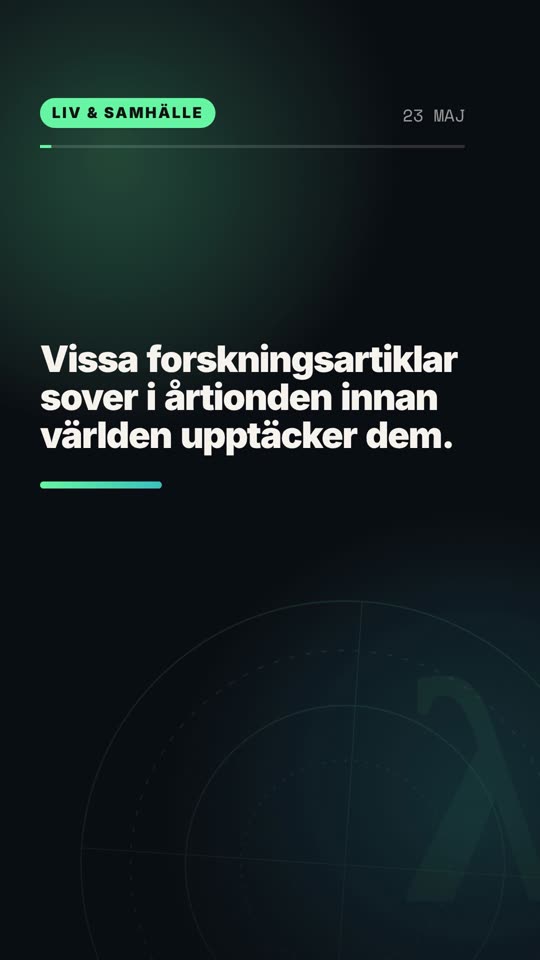 LIV & SAMHÄLLE
23 MAJ
Vissa forskningsartiklar
sover i årtionden innan
världen upptäcker dem.
λ